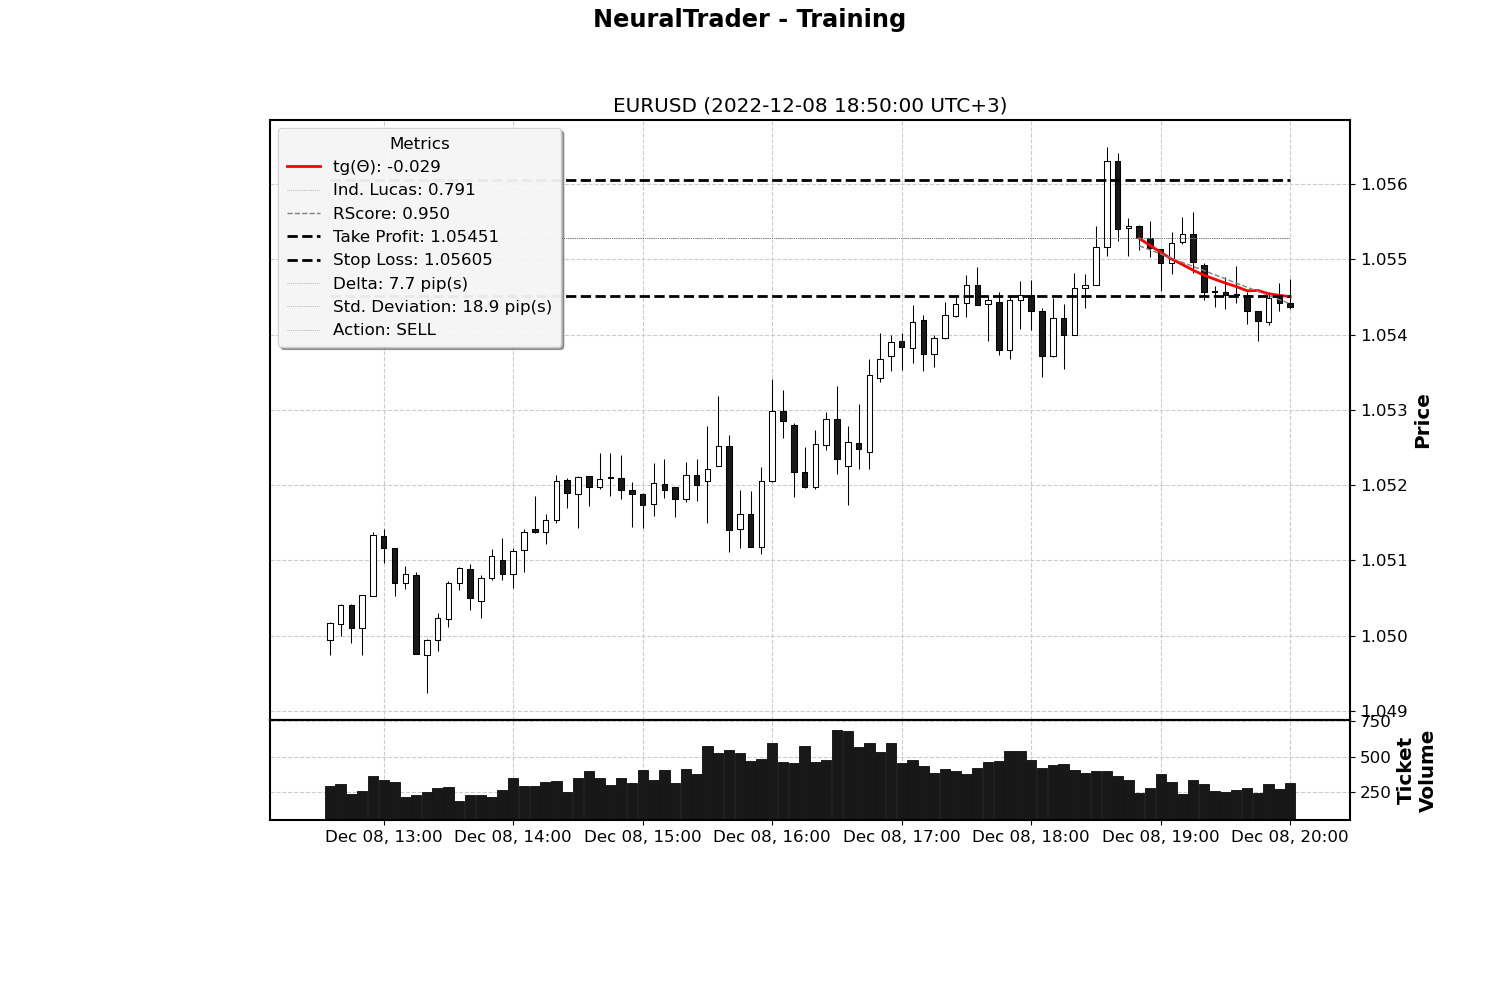 NeuralTrader - Training
EURUSD (2022-12-08 18:50:00 UTC+3)
Metrics
tg(Θ): -0.029
Ind. Lucas: 0.791
RScore: 0.950
Take Profit: 1.05451
Stop Loss: 1.05605
Delta: 7.7 pip(s)
Std. Deviation: 18.9 pip(s)
Action: SELL
1.056
1.055
1.054
1.053
1.052
1.051
1.050
1.049
Price
750
500
250
Ticket
Volume
Dec 08, 13:00
Dec 08, 14:00
Dec 08, 15:00
Dec 08, 16:00
Dec 08, 17:00
Dec 08, 18:00
Dec 08, 19:00
Dec 08, 20:00